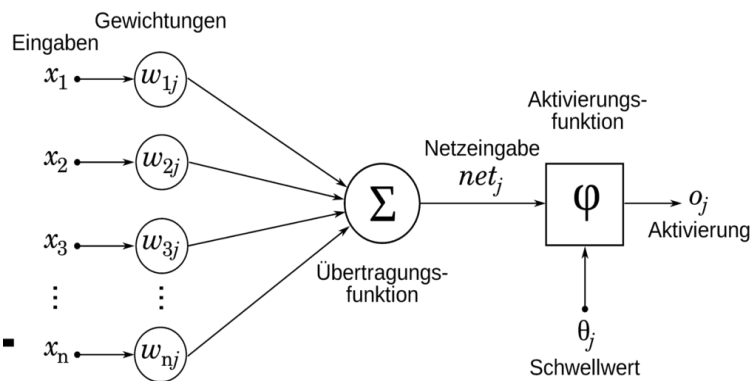 Gewichtungen
Eingaben
x1
w1j
x2
w2j
x3
w3j
⋮ ⋮
xn
wnj
Σ
Übertragungs-
funktion
Netzeingabe
netj
Aktivierungs-
funktion
φ
oj
Aktivierung
θj
Schwellwert